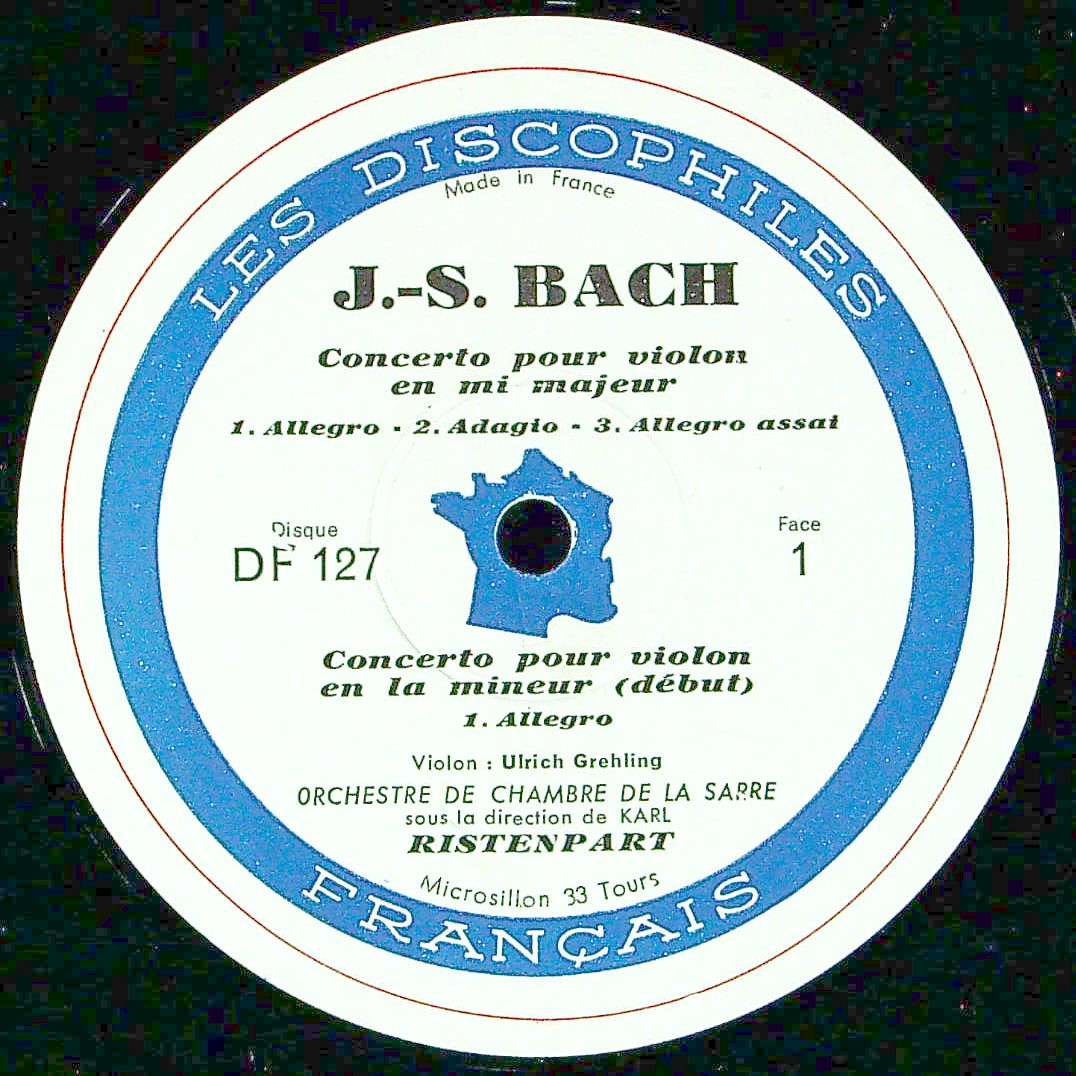 LES DISCOPHILES
Made in France
J.-S. BACH
Concerto pour violon
en mi majeur
1. Allegro - 2. Adagio - 3. Allegro assai
Disque
DF 127
Face
1
Concerto pour violon
en la mineur (début)
1. Allegro
Violon : Ulrich Grehling
ORCHESTRE DE CHAMBRE DE LA SARRE
sous la direction de KARL
RISTENPART
Microsillon 33 Tours
FRANÇAIS